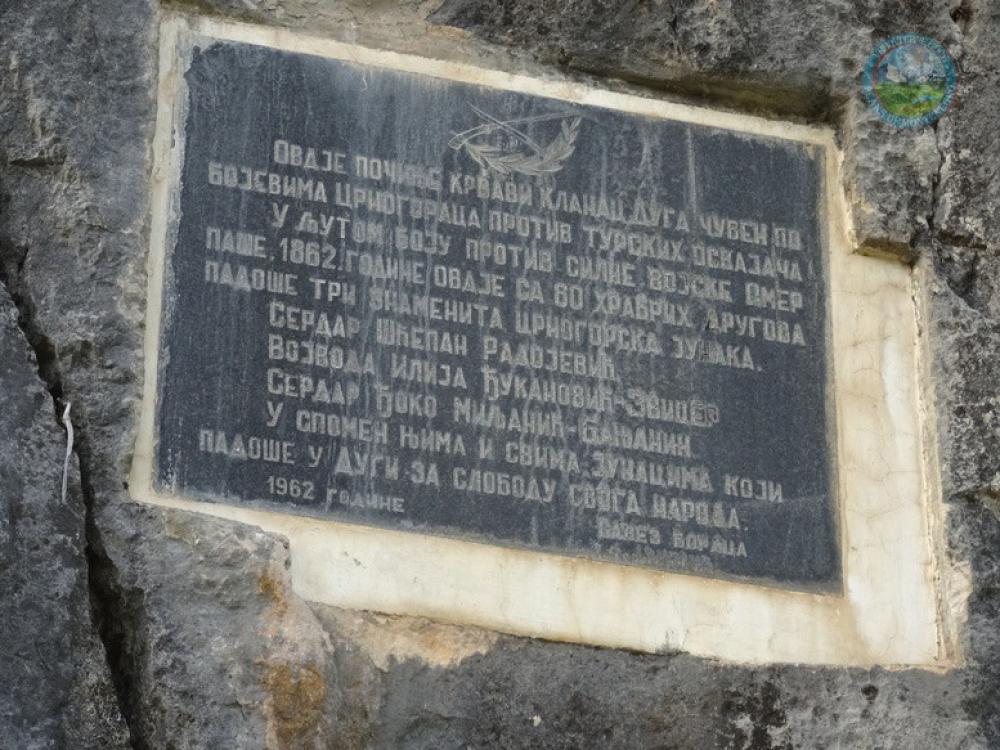 Овдје почиње крвави кланац Дуга чувен по
бојевима Црногораца против турских освајача
У љутом боју против силне војске Омер
паше, 1862, године овдје са 60 храбрих другова
падоше три знаменита црногорска јунака.
Сердар Шћепан Радојевић.
Војвода Илија Ђукановић-
Сердар Ђоко Миљанић-Бањанин.
У спомен њима и свима јунацима који
падоше у Дуги за слободу свога народа.
1962 године
Савез бораца